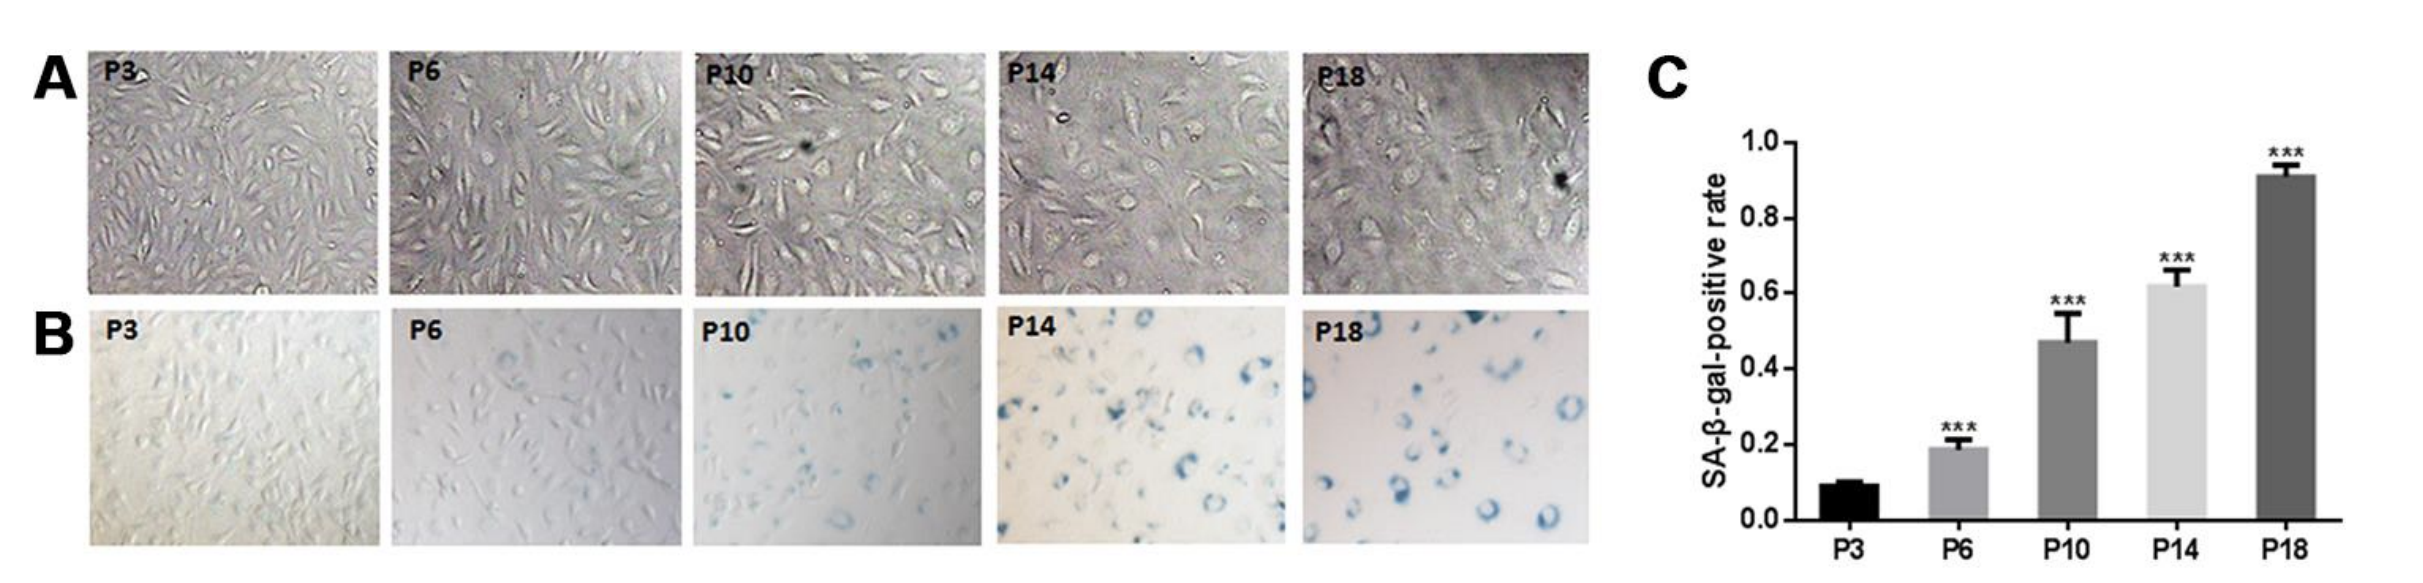 A
P3
P6
P10
P14
P18
B
P3
P6
P10
P14
P18
C
SA-β-gal-positive rate
1.0
0.8
0.6
0.4
0.2
0.0
***
***
***
***
P3
P6
P10
P14
P18